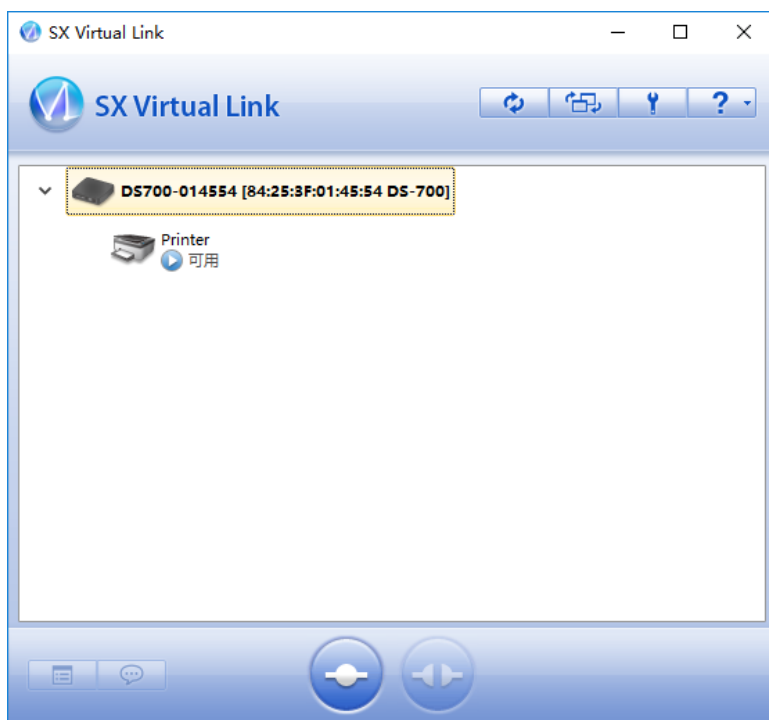 SX Virtual Link
SX Virtual Link
DS700-014554 [84:25:3F:01:45:54 DS-700]
Printer
可用